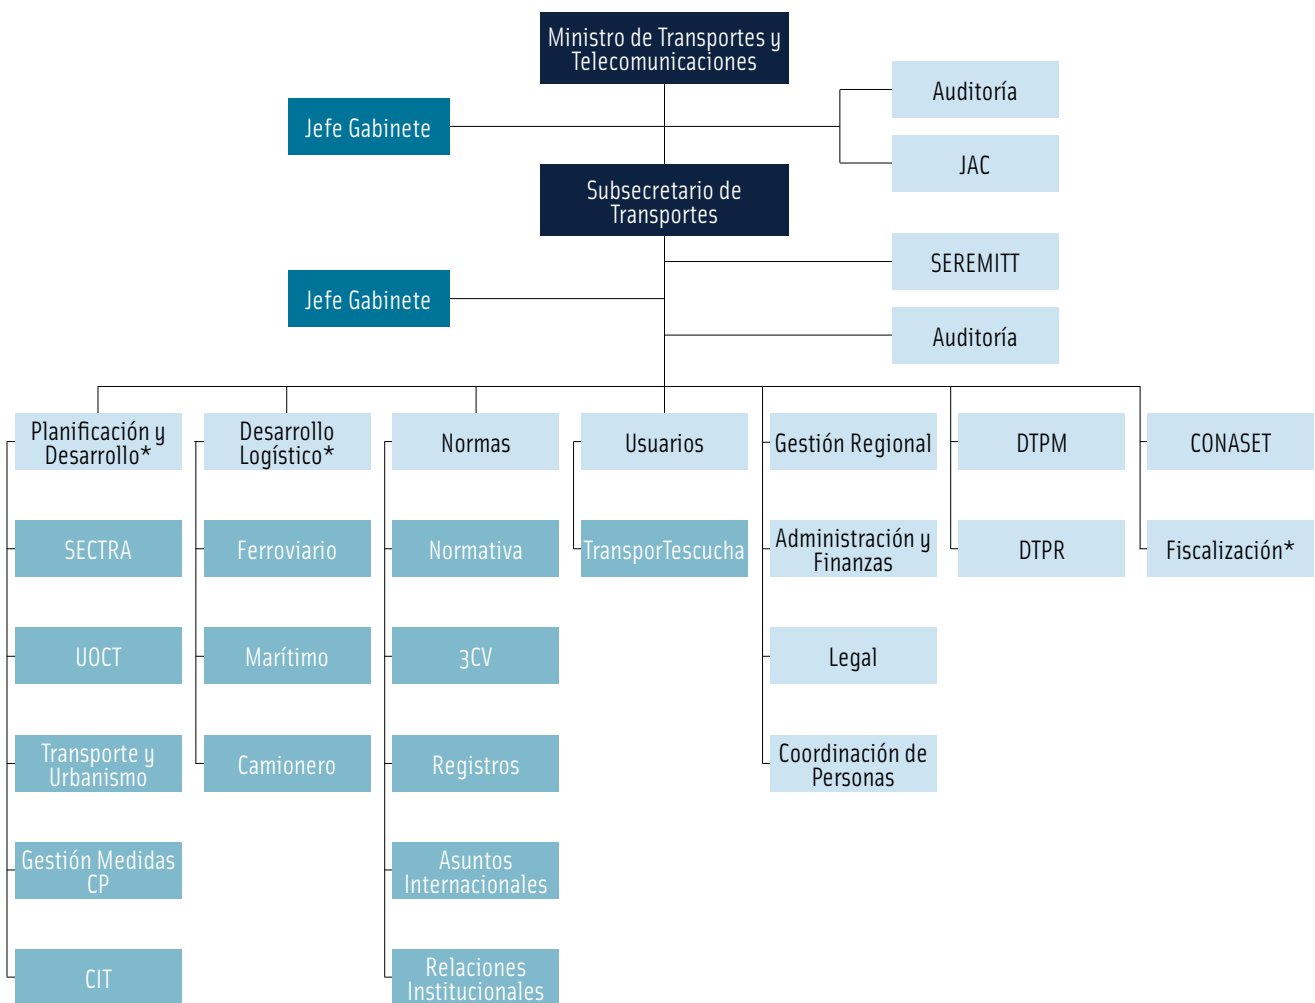 Ministro de Transportes y
Telecomunicaciones
Auditoría
Jefe Gabinete
JAC
Subsecretario de
Transportes
SEREMITT
Jefe Gabinete
Auditoría
Planificación y
Desarrollo*
Desarrollo
Logístico*
Normas
Usuarios
Gestión Regional
DTPM
CONASET
SECTRA
Ferroviario
Normativa
TransporTescucha
Administración y
Finanzas
DTPR
Fiscalización*
UOCT
Marítimo
3CV
Legal
Transporte y
Urbanismo
Camionero
Registros
Coordinación de
Personas
Gestión Medidas
CP
Asuntos
Internacionales
CIT
Relaciones
Institucionales